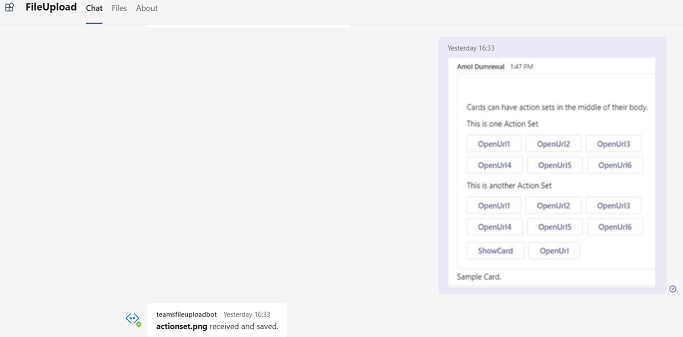 FileUpload Chat Files About
Yesterday 16:33
Amol Dumrewal 1:47 PM
Cards can have action sets in the middle of their body.
This is one Action Set
OpenUrl1 OpenUrl2 OpenUrl3
OpenUrl4 OpenUrl5 OpenUrl6
This is another Action Set
OpenUrl1 OpenUrl2 OpenUrl3
OpenUrl4 OpenUrl5 OpenUrl6
ShowCard OpenUrl
Sample Card.
teamsfileuploadbot Yesterday 16:33
actionset.png received and saved.